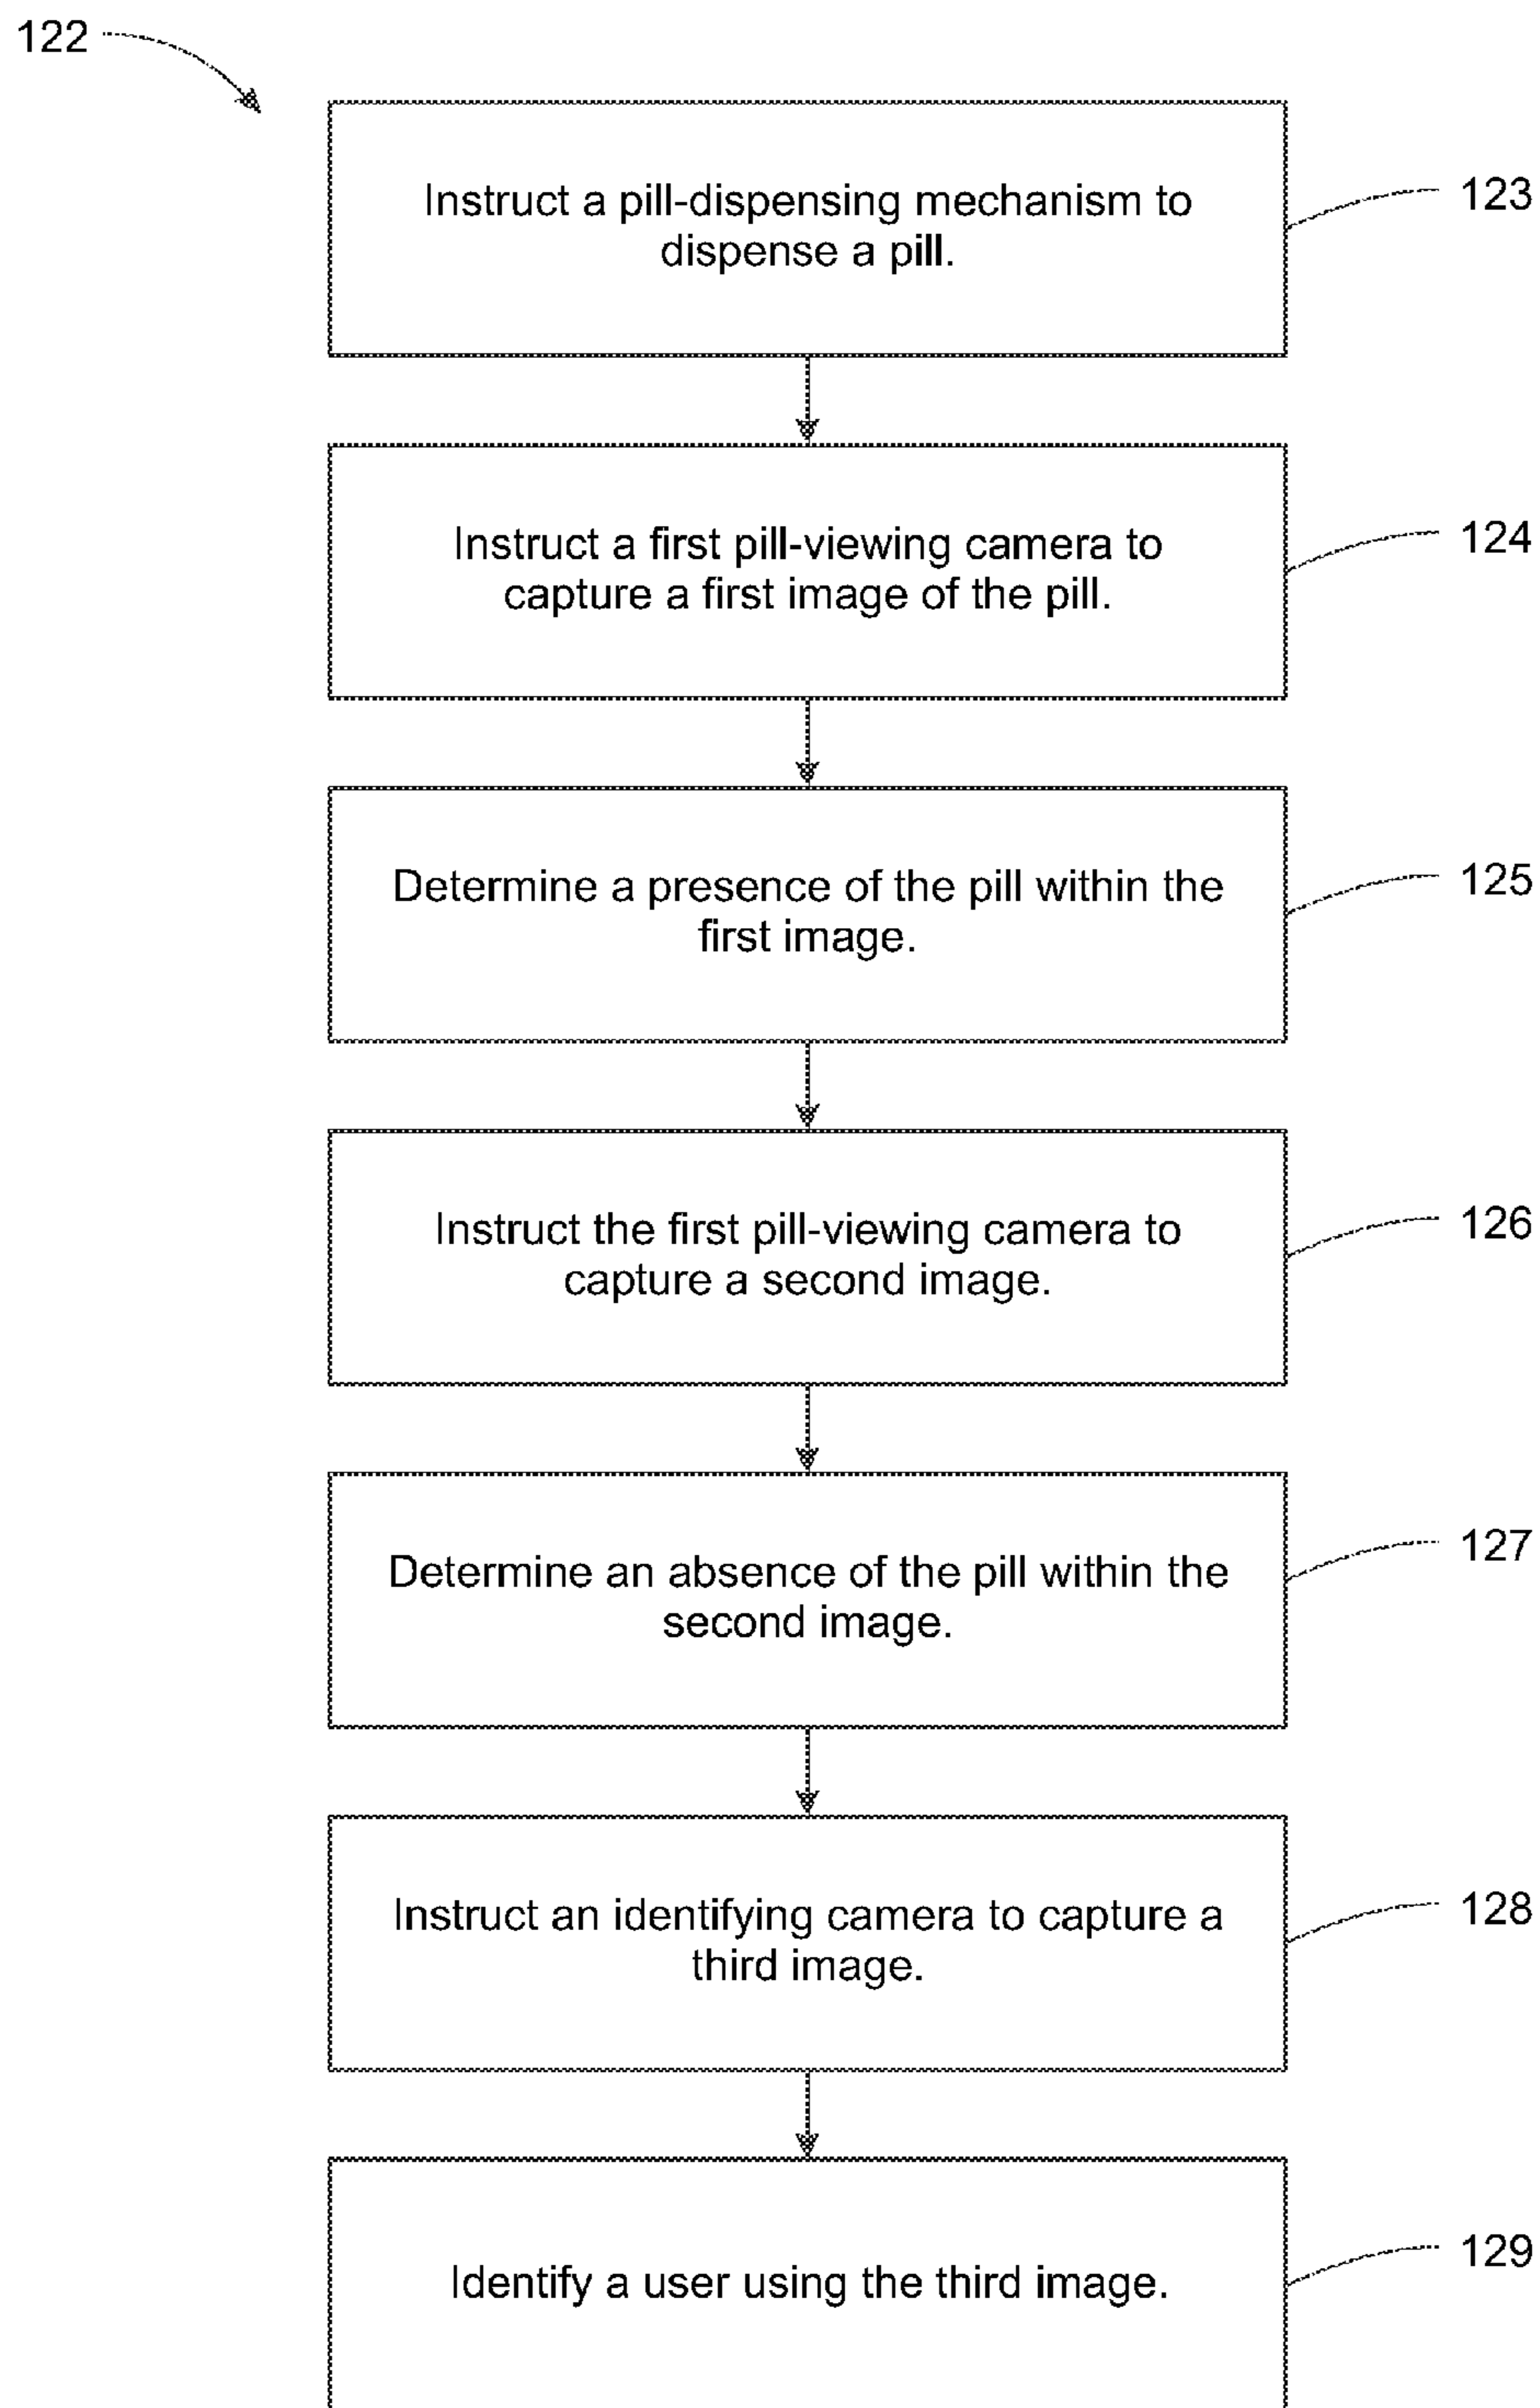 122
Instruct a pill-dispensing mechanism to
dispense a pill.
123
Instruct a first pill-viewing camera to
capture a first image of the pill.
124
Determine a presence of the pill within the
first image.
125
Instruct the first pill-viewing camera to
capture a second image.
126
Determine an absence of the pill within the
second image.
127
Instruct an identifying camera to capture a
third image.
128
Identify a user using the third image.
129